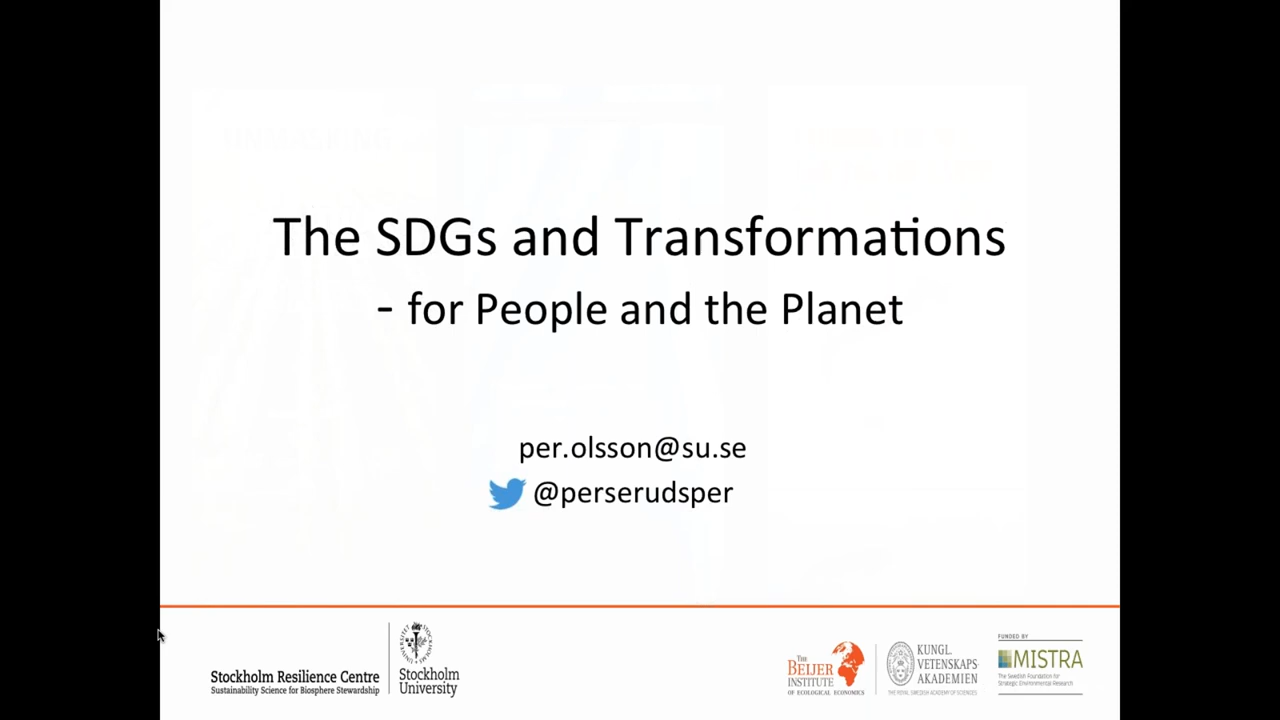 The SDGs and Transformations
- for People and the Planet
per.olsson@su.se
@perserudsper
Stockholm Resilience Centre
Sustainability Science for Biosphere Stewardship
Stockholm
University
THE
BEIJER
INSTITUTE
OF ECOLOGICAL ECONOMICS
KUNGL.
VETENSKAPS
AKADEMIEN
THE ROYAL SWEDISH ACADEMY OF SCIENCES
FUNDED BY
MISTRA
The Swedish Foundation for
Strategic Environmental Research